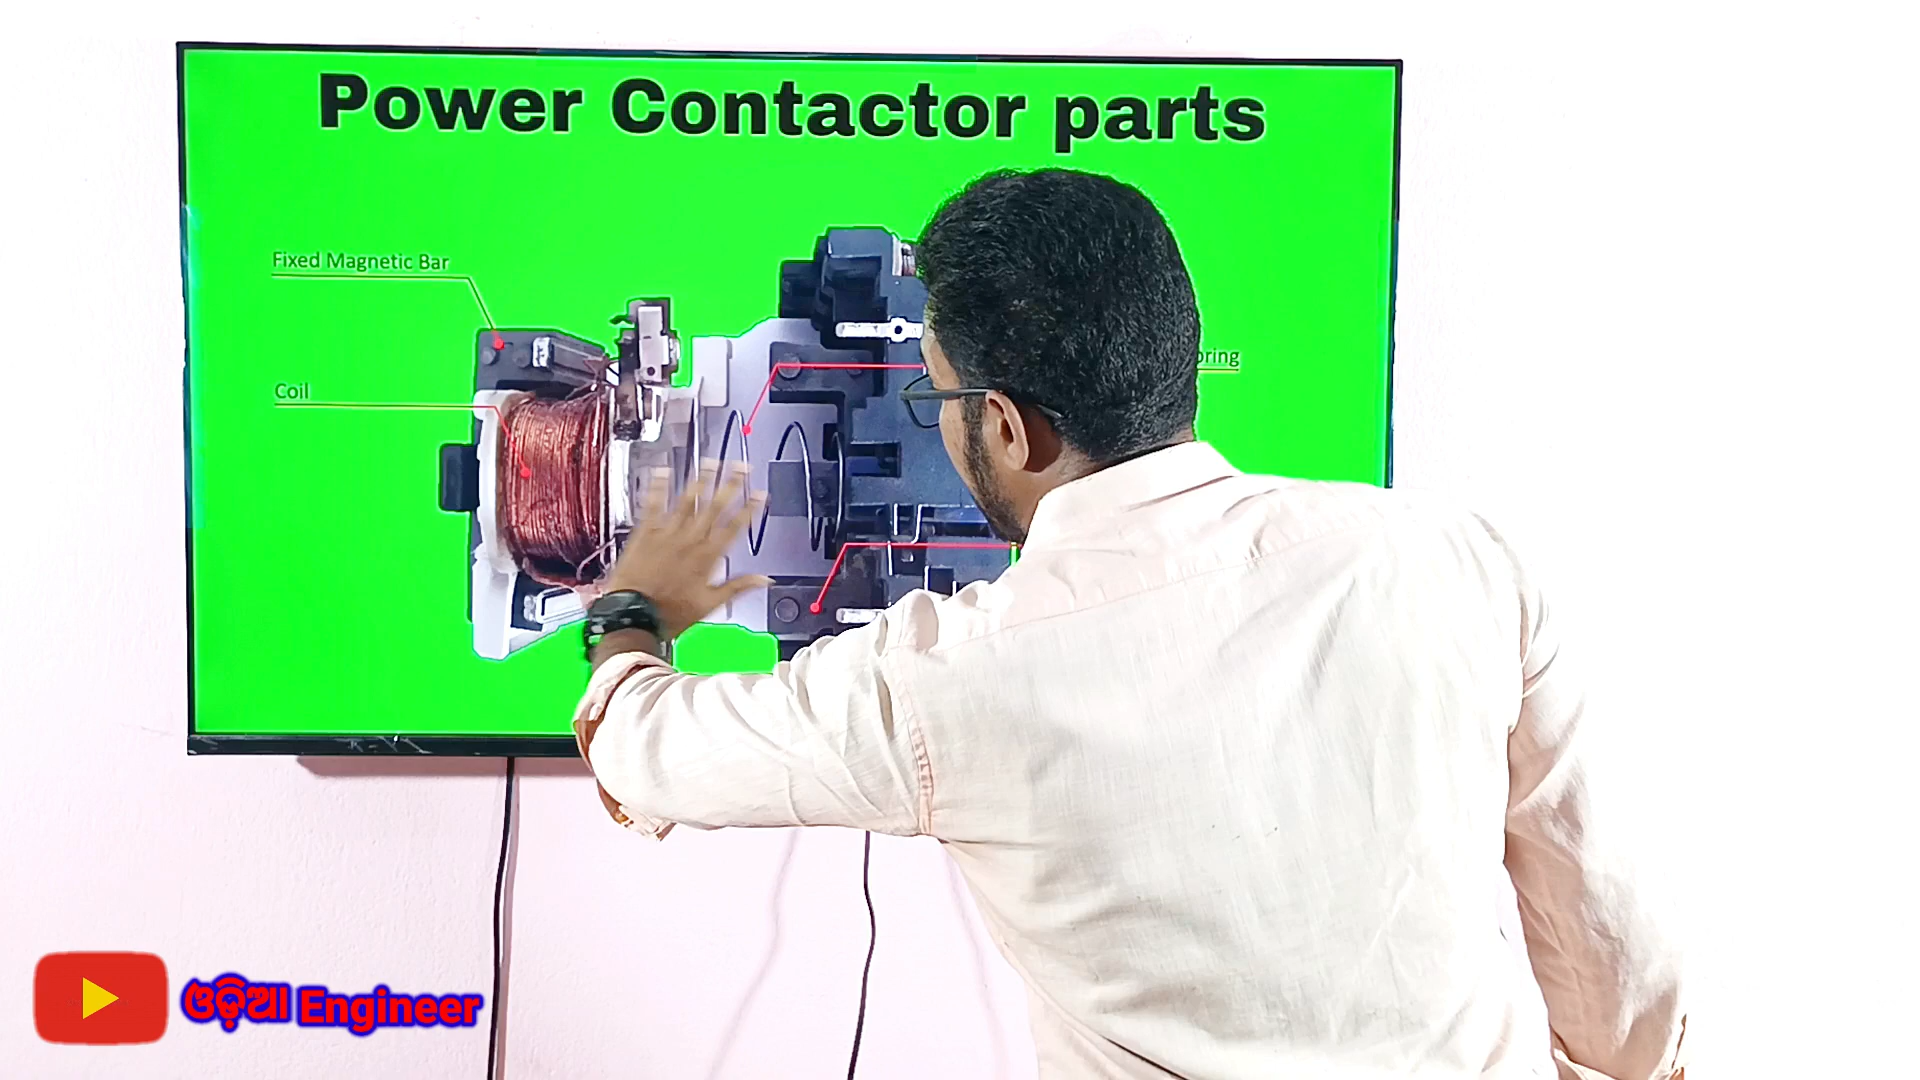 Power Contactor parts
Fixed Magnetic Bar
Coil
ଓଡ଼ିଆ Engineer